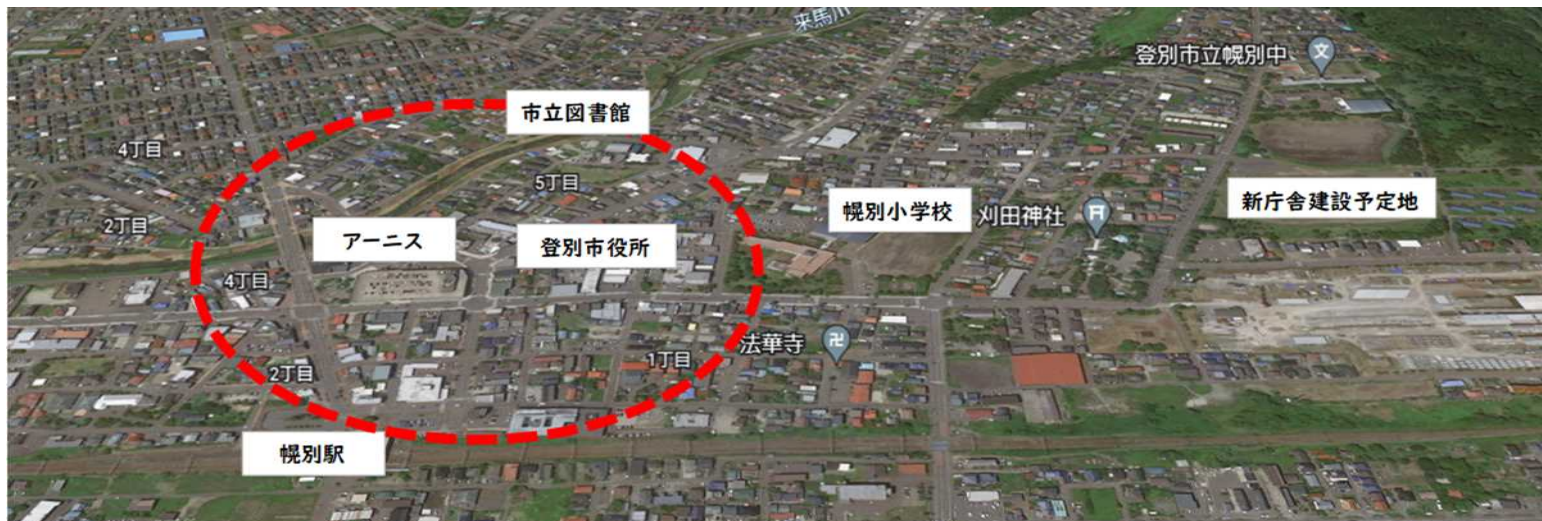 来馬川
登別市立幌別中
市立図書館
4丁目
5丁目
新庁舎建設予定地
幌別小学校
刈田神社
2丁目
アーニス
登別市役所
4丁目
法華寺
1丁目
2丁目
幌別駅